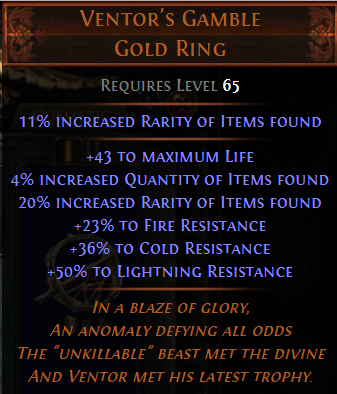 Ventor's Gamble
Gold Ring
Requires Level 65
11% increased Rarity of Items found
+43 to maximum Life
4% increased Quantity of Items found
20% increased Rarity of Items found
+23% to Fire Resistance
+36% to Cold Resistance
+50% to Lightning Resistance
In a blaze of glory,
An anomaly defying all odds
The "unkillable" beast met the divine
And Ventor met his latest trophy.